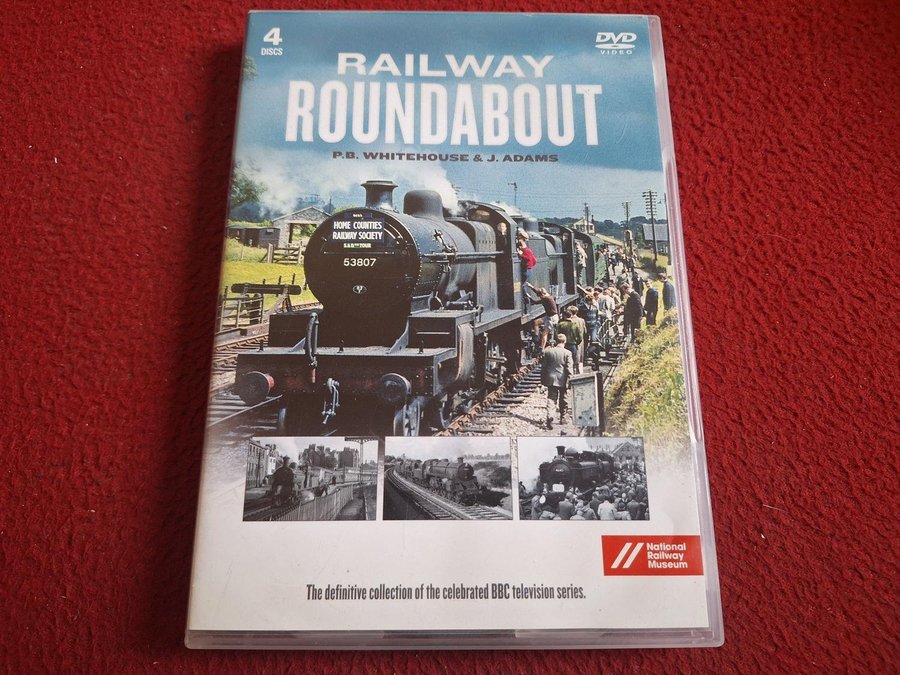 4
DISCS
DVD
VIDEO
RAILWAY
ROUNDABOUT
P.B. WHITEHOUSE & J. ADAMS
HOME COUNTIES
RAILWAY SOCIETY
53807
National
Railway
Museum
The definitive collection of the celebrated BBC television series.